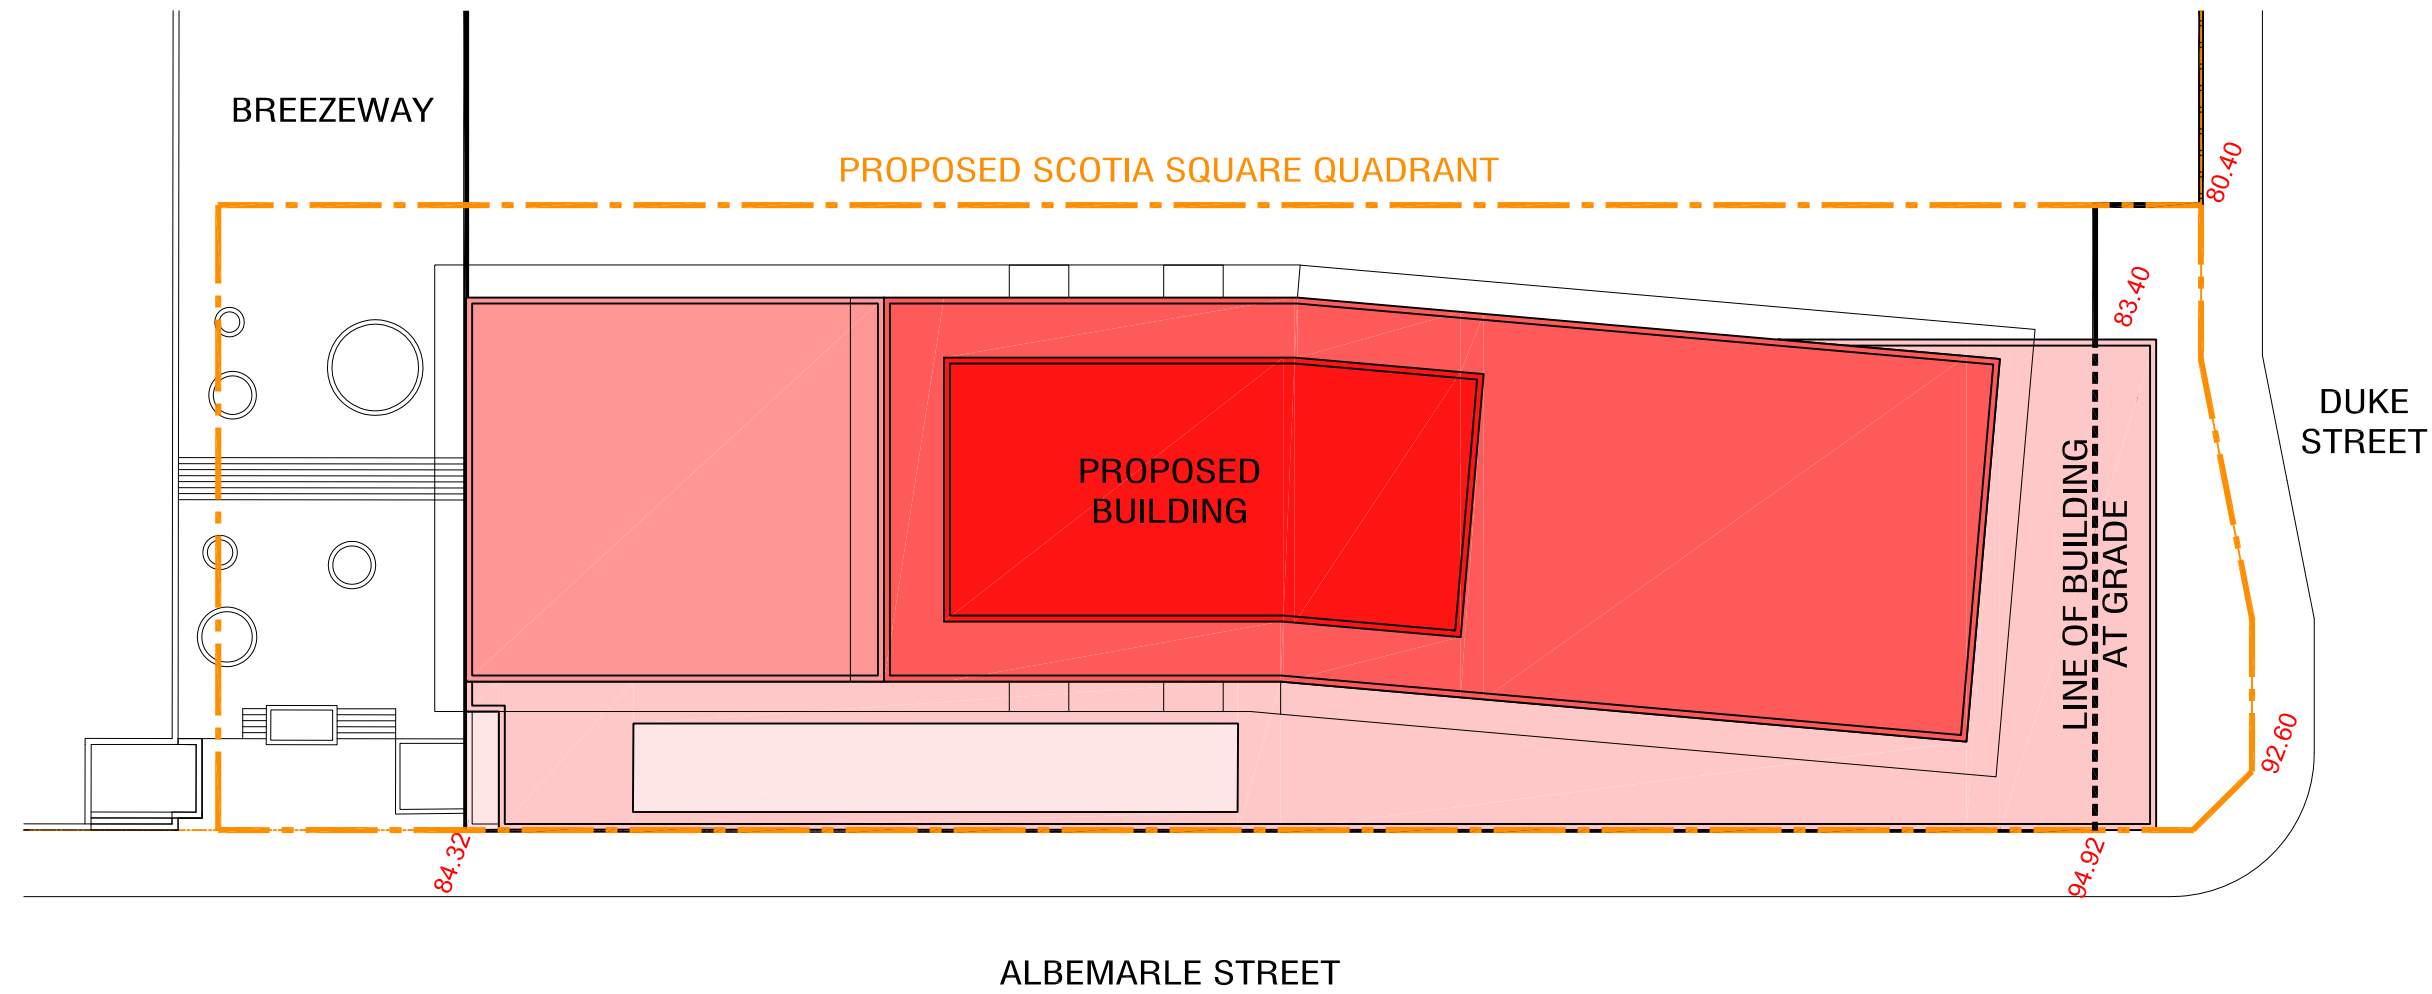 BREEZEWAY
PROPOSED SCOTIA SQUARE QUADRANT
80.40
83.40
DUKE
STREET
PROPOSED
BUILDING
LINE OF BUILDING
AT GRADE
92.60
84.32
94.92
ALBEMARLE STREET